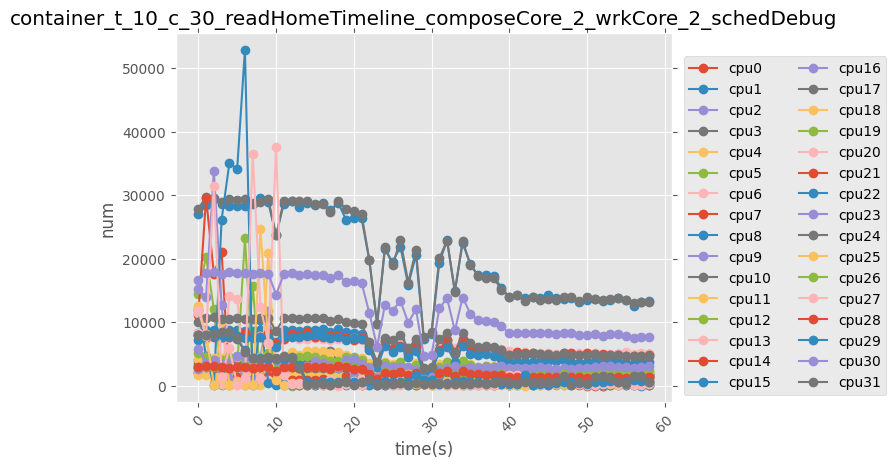 container_t_10_c_30_readHomeTimeline_composeCore_2_wrkCore_2_schedDebug
50000
40000
30000
20000
10000
0
num
0
10
20
30
40
50
60
time(s)
cpu0
cpu1
cpu2
cpu3
cpu4
cpu5
cpu6
cpu7
cpu8
cpu9
cpu10
cpu11
cpu12
cpu13
cpu14
cpu15
cpu16
cpu17
cpu18
cpu19
cpu20
cpu21
cpu22
cpu23
cpu24
cpu25
cpu26
cpu27
cpu28
cpu29
cpu30
cpu31